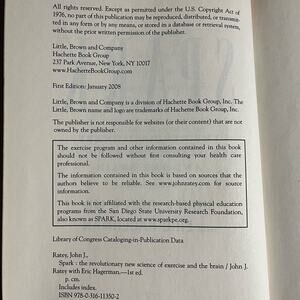 All rights reserved. Except as permitted under the U.S. Copyright Act of
1976, no part of this publication may be reproduced, distributed, or transmit-
ted in any form or by any means, or stored in a database or retrieval system,
without the prior written permission of the publisher.
Little, Brown and Company
Hachette Book Group
237 Park Avenue, New York, NY 10017
www.HachetteBookGroup.com
First Edition: January 2008
Little, Brown and Company is a division of Hachette Book Group, Inc. The
Little, Brown name and logo are trademarks of Hachette Book Group, Inc.
The publisher is not responsible for websites (or their content) that are not
owned by the publisher.
The exercise program and other information contained in this book
should not be followed without first consulting your health care
professional.
The information contained in this book is based on sources that the
authors believe to be reliable. See www.johnratey.com for source
information.
This book is not affiliated with the research-based physical education
programs from the San Diego State University Research Foundation,
also known as SPARK, located at www.sparkpe.org.
Library of Congress Cataloging-in-Publication Data
Ratey, John J.,
Spark : the revolutionary new science of exercise and the brain / John J.
Ratey with Eric Hagerman.—1st ed.
p. cm.
Includes index.
ISBN 978-0-316-11350-2